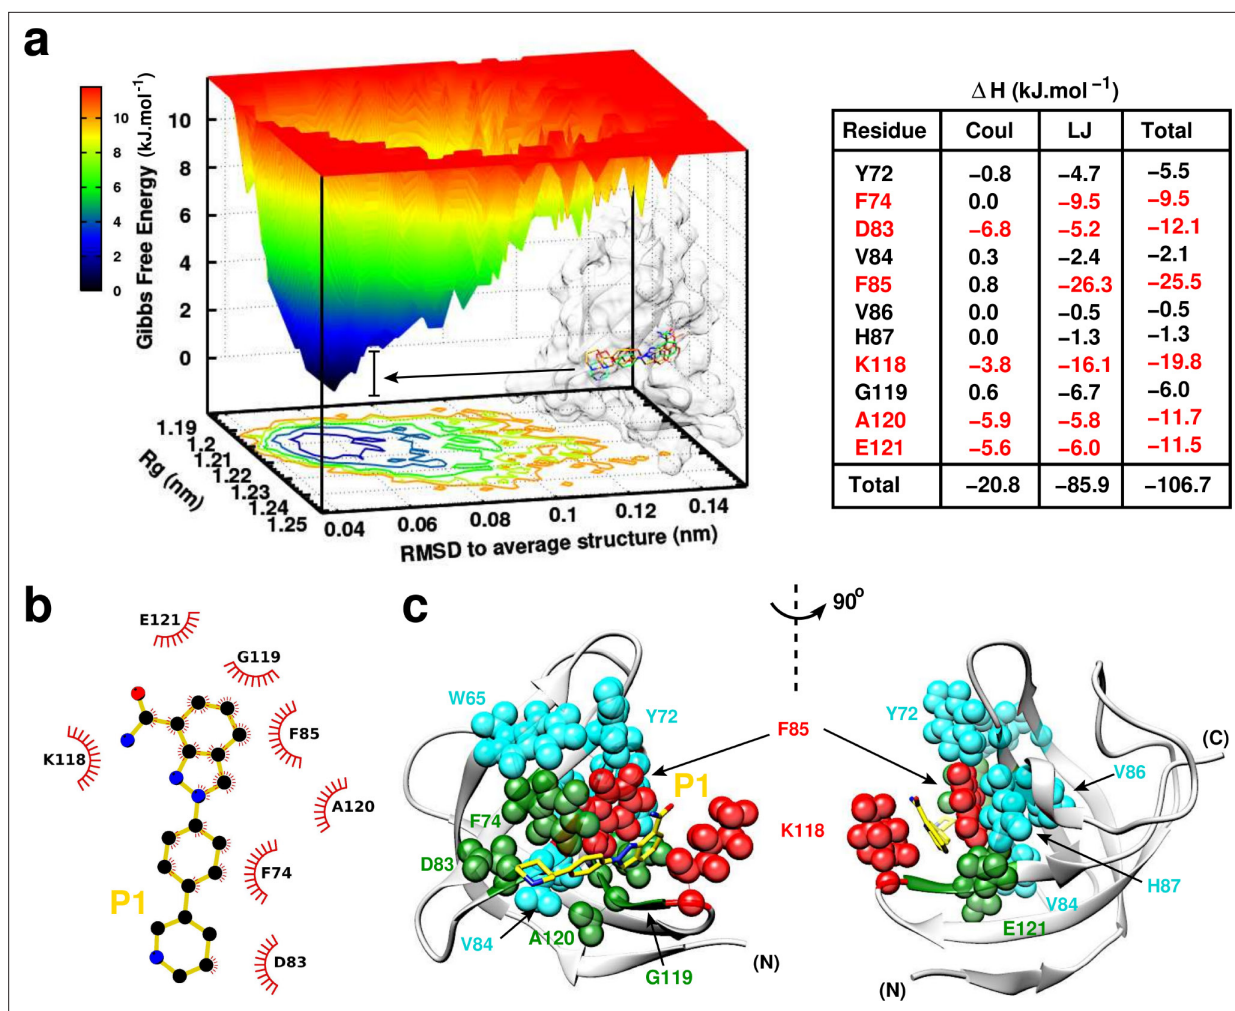 a
Gibbs Free Energy (kJ.mol−1)
10
8
6
4
2
0
10
8
6
4
2
0
1.19
1.2
1.21
1.22
1.23
1.24
1.25
Rg (nm)
0.04
0.06
0.08
0.1
0.12
0.14
RMSD to average structure (nm)
Δ H (kJ.mol−1)
Residue Coul LJ Total
Y72 −0.8 −4.7 −5.5
F74 0.0 −9.5 −9.5
D83 −6.8 −5.2 −12.1
V84 0.3 −2.4 −2.1
F85 0.8 −26.3 −25.5
V86 0.0 −0.5 −0.5
H87 0.0 −1.3 −1.3
K118 −3.8 −16.1 −19.8
G119 0.6 −6.7 −6.0
A120 −5.9 −5.8 −11.7
E121 −5.6 −6.0 −11.5
Total −20.8 −85.9 −106.7
b
E121
G119
F85
K118
A120
F74
P1
D83
c
90o
W65
Y72
F85
P1
F74
K118
D83
V84
A120
G119
(N)
Y72
(C)
V86
H87
V84
E121
(N)